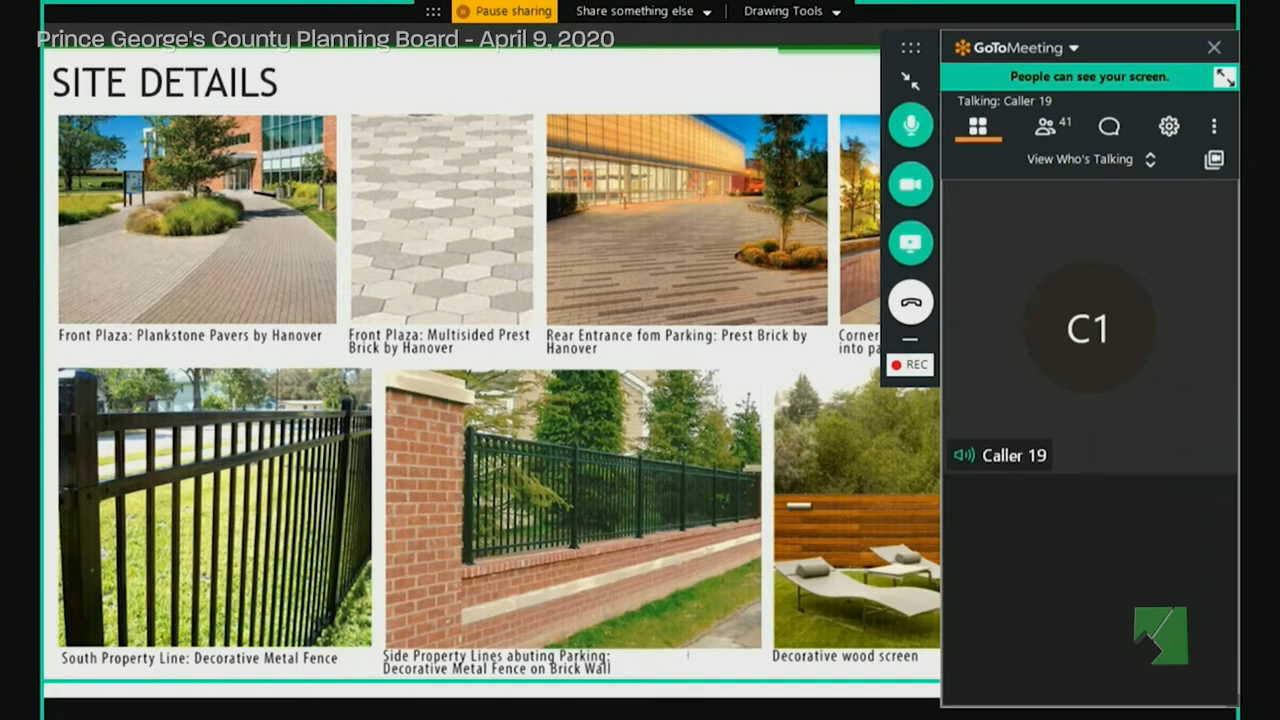 Pause sharing
Share something else
Drawing Tools
Prince George's County Planning Board - April 9, 2020
GoToMeeting
People can see your screen.
Talking: Caller 19
41
View Who's Talking
SITE DETAILS
Front Plaza: Plankstone Pavers by Hanover
Front Plaza: Multisided Prest
Brick by Hanover
Rear Entrance fom Parking: Prest Brick by
Hanover
Corner
into pa
REC
C1
Caller 19
South Property Line: Decorative Metal Fence
Side Property Lines abuting Parking:
Decorative Metal Fence on Brick Wall
Decorative wood screen